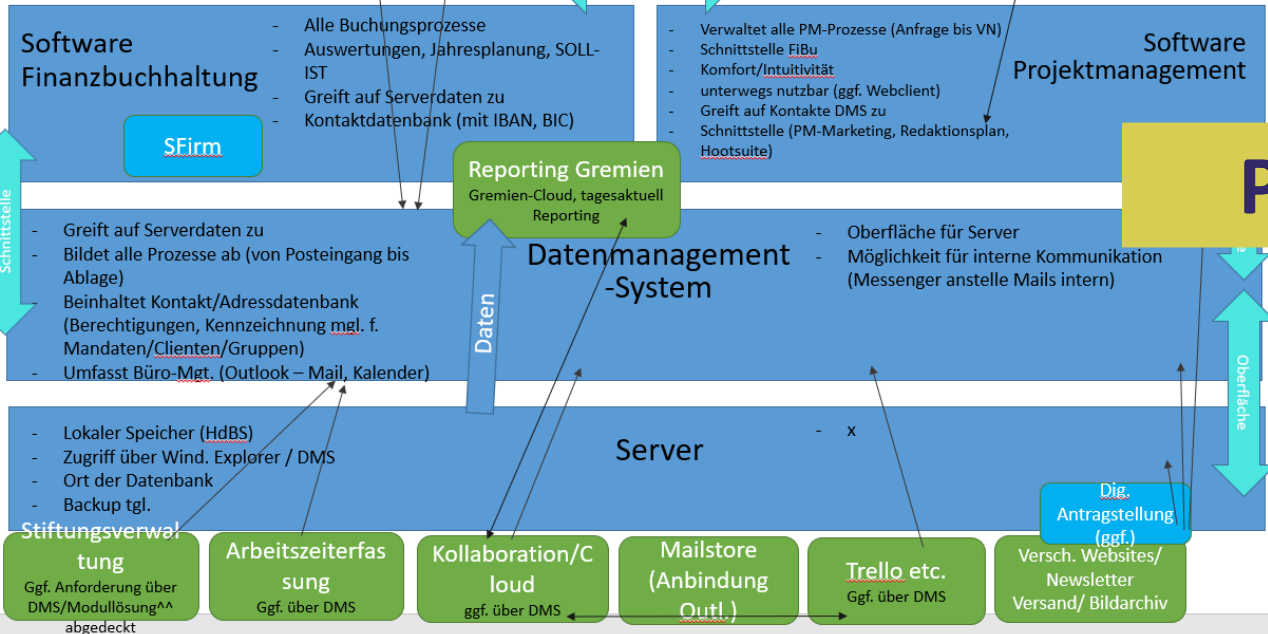 Software
Finanzbuchhaltung
- Alle Buchungsprozesse
- Auswertungen, Jahresplanung, SOLL-
IST
- Greift auf Serverdaten zu
- Kontaktdatenbank (mit IBAN, BIC)
SFirm
- Verwaltet alle PM-Prozesse (Anfrage bis VN)
- Schnittstelle FiBu
- Komfort/Intuitivität
- unterwegs nutzbar (ggf. Webclient)
- Greift auf Kontakte DMS zu
- Schnittstelle (PM-Marketing, Redaktionsplan,
Hootsuite)
Software
Projektmanagement
P
Reporting Gremien
Gremien-Cloud, tagesaktuell
Reporting
Schnittstelle
- Greift auf Serverdaten zu
- Bildet alle Prozesse ab (von Posteingang bis
Ablage)
- Beinhaltet Kontakt/Adressdatenbank
(Berechtigungen, Kennzeichnung mgl. f.
Mandaten/Clienten/Gruppen)
- Umfasst Büro-Mgt. (Outlook – Mail, Kalender)
Daten
Datenmanagement
-System
- Oberfläche für Server
- Möglichkeit für interne Kommunikation
(Messenger anstelle Mails intern)
Oberfläche
- Lokaler Speicher (HdBS)
- Zugriff über Wind. Explorer / DMS
- Ort der Datenbank
- Backup tgl.
Server
- x
Dig.
Antragstellung
(ggf.)
Stiftungsverwal
tung
Ggf. Anforderung über
DMS/Modullösung^^
abgedeckt
Arbeitszeiterfas
sung
Ggf. über DMS
Kollaboration/C
loud
ggf. über DMS
Mailstore
(Anbindung
Outl.)
Trello etc.
Ggf. über DMS
Versch. Websites/
Newsletter
Versand/ Bildarchiv